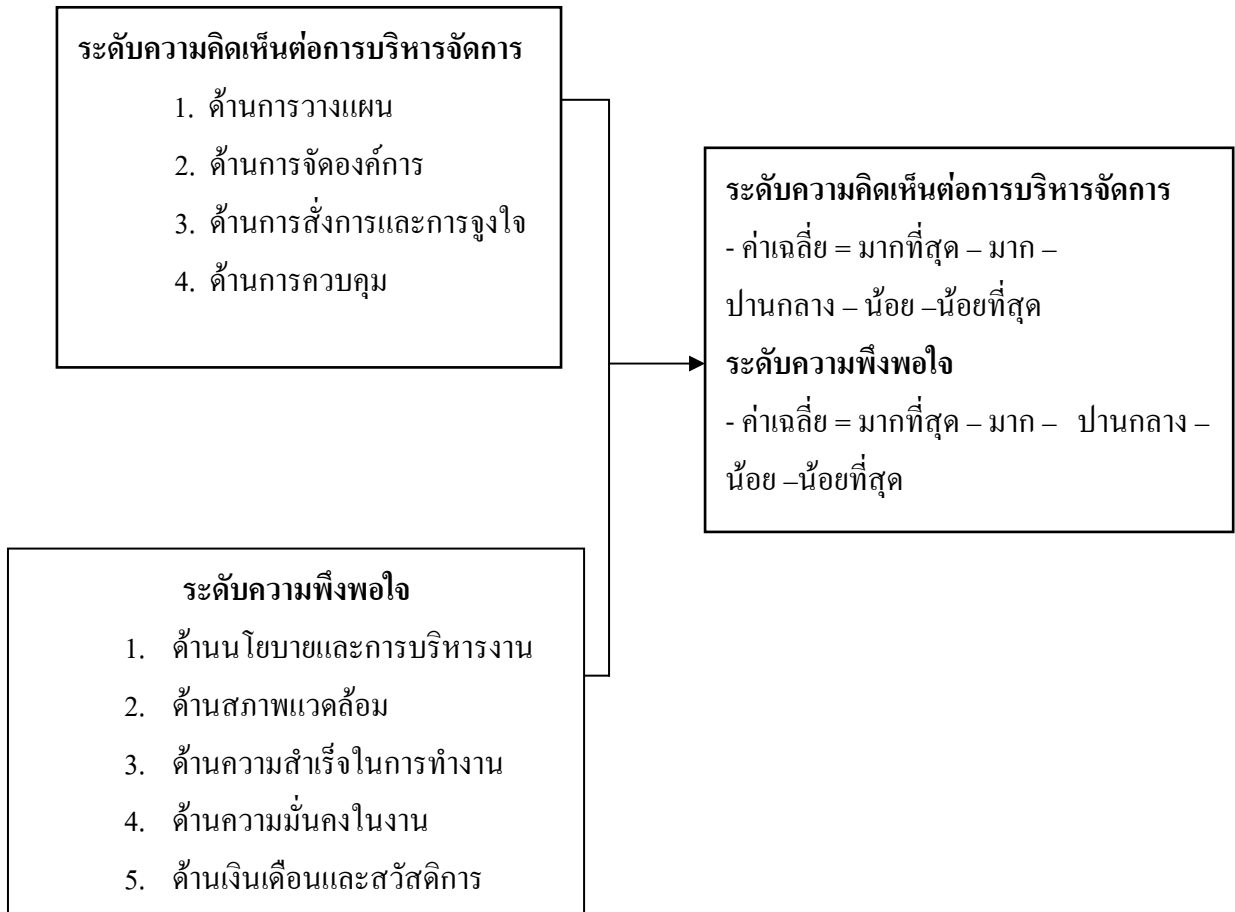 ระดับความคิดเห็นต่อการบริหารจัดการ
1. ด้านการวางแผน
2. ด้านการจัดองค์การ
3. ด้านการสั่งการและการจูงใจ
4. ด้านการควบคุม
ระดับความคิดเห็นต่อการบริหารจัดการ
- ค่าเฉลี่ย = มากที่สุด – มาก –
ปานกลาง – น้อย –น้อยที่สุด
ระดับความพึงพอใจ
- ค่าเฉลี่ย = มากที่สุด – มาก – ปานกลาง –
น้อย –น้อยที่สุด
ระดับความพึงพอใจ
1. ด้านนโยบายและการบริหารงาน
2. ด้านสภาพแวดล้อม
3. ด้านความสำเร็จในการทำงาน
4. ด้านความมั่นคงในงาน
5. ด้านเงินเดือนและสวัสดิการ